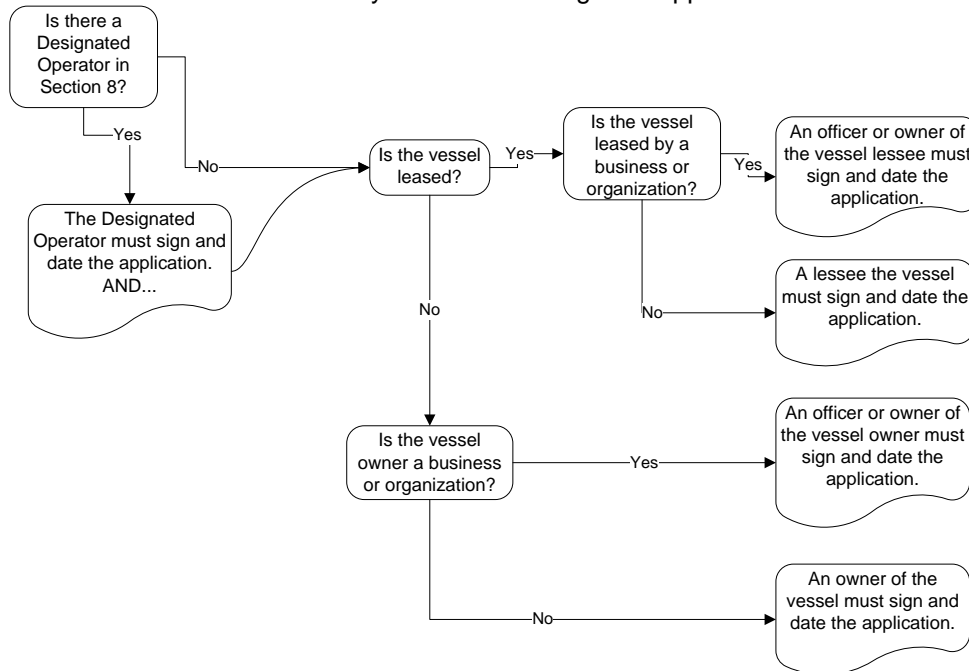 Is there a
Designated
Operator in
Section 8?
Yes
No
The Designated
Operator must sign and
date the application.
AND...
Is the vessel
leased?
Yes
No
Is the vessel
leased by a
business or
organization?
Yes
No
An officer or owner of
the vessel lessee must
sign and date the
application.
A lessee the vessel
must sign and date the
application.
Is the vessel
owner a business
or organization?
Yes
No
An officer or owner of
the vessel owner must
sign and date the
application.
An owner of the
vessel must sign and
date the application.